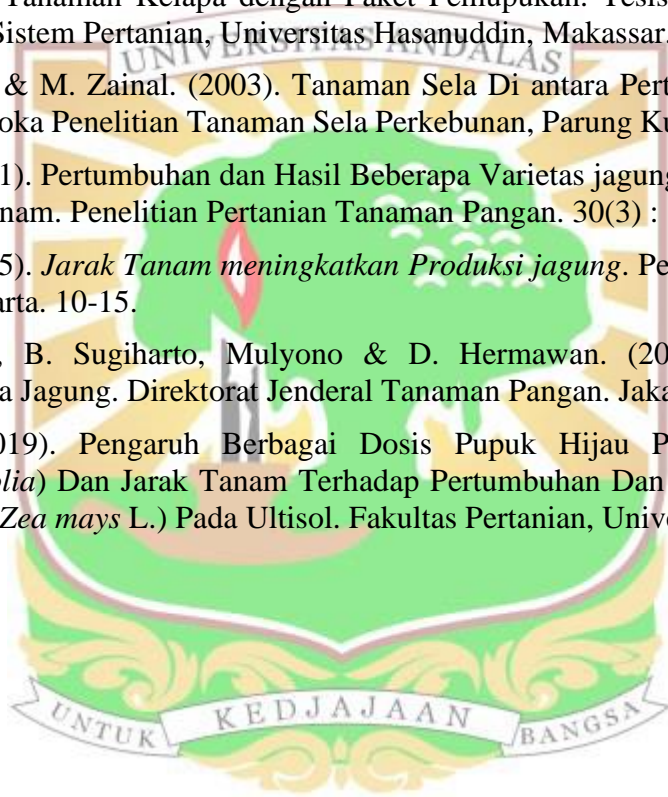 Tanaman Kelapa dengan Paket Pemupukan. Tesis
Sistem Pertanian, Universitas Hasanuddin, Makassar.
UNIVERSITAS ANDALAS
& M. Zainal. (2003). Tanaman Sela Di antara Pert
oka Penelitian Tanaman Sela Perkebunan, Parung Ku
1). Pertumbuhan dan Hasil Beberapa Varietas jagung
nam. Penelitian Pertanian Tanaman Pangan. 30(3) :
5). Jarak Tanam meningkatkan Produksi jagung. Pe
arta. 10-15.
, B. Sugiharto, Mulyono & D. Hermawan. (20
a Jagung. Direktorat Jenderal Tanaman Pangan. Jaka
019). Pengaruh Berbagai Dosis Pupuk Hijau P
olia) Dan Jarak Tanam Terhadap Pertumbuhan Dan
Zea mays L.) Pada Ultisol. Fakultas Pertanian, Unive
UNTUK KEDJAJAAN BANGSA